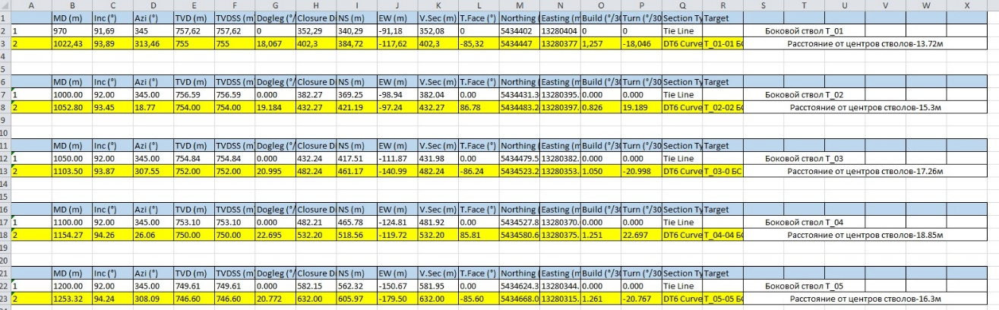 A B C D E F G H I J K L M N O P Q R S T U V W X
1 MD (m) Inc (°) Azi (°) TVD (m) TVDSS (m Dogleg (°/ Closure Di NS (m) EW (m) V.Sec (m) T.Face (°) Northing ( Easting (m Build (°/30 Turn (°/30 Section Ty Target
2 1 970 91,69 345 757,62 757,62 0 352,29 340,29 -91,18 352,08 0 5434402 13280404 0 0 Tie Line Боковой ствол Т_01
3 2 1022,43 93,89 313,46 755 755 18,067 402,3 384,72 -117,62 402,3 -85,32 5434447 13280377 1,257 -18,046 DT6 Curve T_01-01 БС Расстояние от центров стволов-13.72м
4
5
6 MD (m) Inc (°) Azi (°) TVD (m) TVDSS (m Dogleg (°/ Closure Di NS (m) EW (m) V.Sec (m) T.Face (°) Northing ( Easting (m Build (°/30 Turn (°/30 Section Ty Target
7 1 1000.00 92.00 345.00 756.59 756.59 0.000 382.27 369.25 -98.94 382.04 0.00 5434431.3 13280395. 0.000 0.000 Tie Line Боковой ствол Т_02
8 2 1052.80 93.45 18.77 754.00 754.00 19.184 432.27 421.19 -97.24 432.27 86.78 5434483.2 13280397. 0.826 19.189 DT6 Curve T_02-02 БС Расстояние от центров стволов-15.3м
9
10
11 MD (m) Inc (°) Azi (°) TVD (m) TVDSS (m Dogleg (°/ Closure Di NS (m) EW (m) V.Sec (m) T.Face (°) Northing ( Easting (m Build (°/30 Turn (°/30 Section Ty Target
12 1 1050.00 92.00 345.00 754.84 754.84 0.000 432.24 417.51 -111.87 431.98 0.00 5434479.5 13280382. 0.000 0.000 Tie Line Боковой ствол Т_03
13 2 1103.50 93.87 307.55 752.00 752.00 20.995 482.24 461.17 -140.99 482.24 -86.24 5434523.2 13280353. 1.050 -20.998 DT6 Curve T_03-0 БС Расстояние от центров стволов-17.26м
14
15
16 MD (m) Inc (°) Azi (°) TVD (m) TVDSS (m Dogleg (°/ Closure Di NS (m) EW (m) V.Sec (m) T.Face (°) Northing ( Easting (m Build (°/30 Turn (°/30 Section Ty Target
17 1 1100.00 92.00 345.00 753.10 753.10 0.000 482.21 465.78 -124.81 481.92 0.00 5434527.8 13280370. 0.000 0.000 Tie Line Боковой ствол Т_04
18 2 1154.27 94.26 26.06 750.00 750.00 22.695 532.20 518.56 -119.72 532.20 85.81 5434580.6 13280375. 1.251 22.697 DT6 Curve T_04-04 БС Расстояние от центров стволов-18.85м
19
20
21 MD (m) Inc (°) Azi (°) TVD (m) TVDSS (m Dogleg (°/ Closure Di NS (m) EW (m) V.Sec (m) T.Face (°) Northing ( Easting (m Build (°/30 Turn (°/30 Section Ty Target
22 1 1200.00 92.00 345.00 749.61 749.61 0.000 582.15 562.32 -150.67 581.95 0.00 5434624.3 13280344. 0.000 0.000 Tie Line Боковой ствол Т_05
23 2 1253.32 94.24 308.09 746.60 746.60 20.772 632.00 605.97 -179.50 632.00 -85.60 5434668.0 13280315. 1.261 -20.767 DT6 Curve T_05-05 Б Расстояние от центров стволов-16.3м